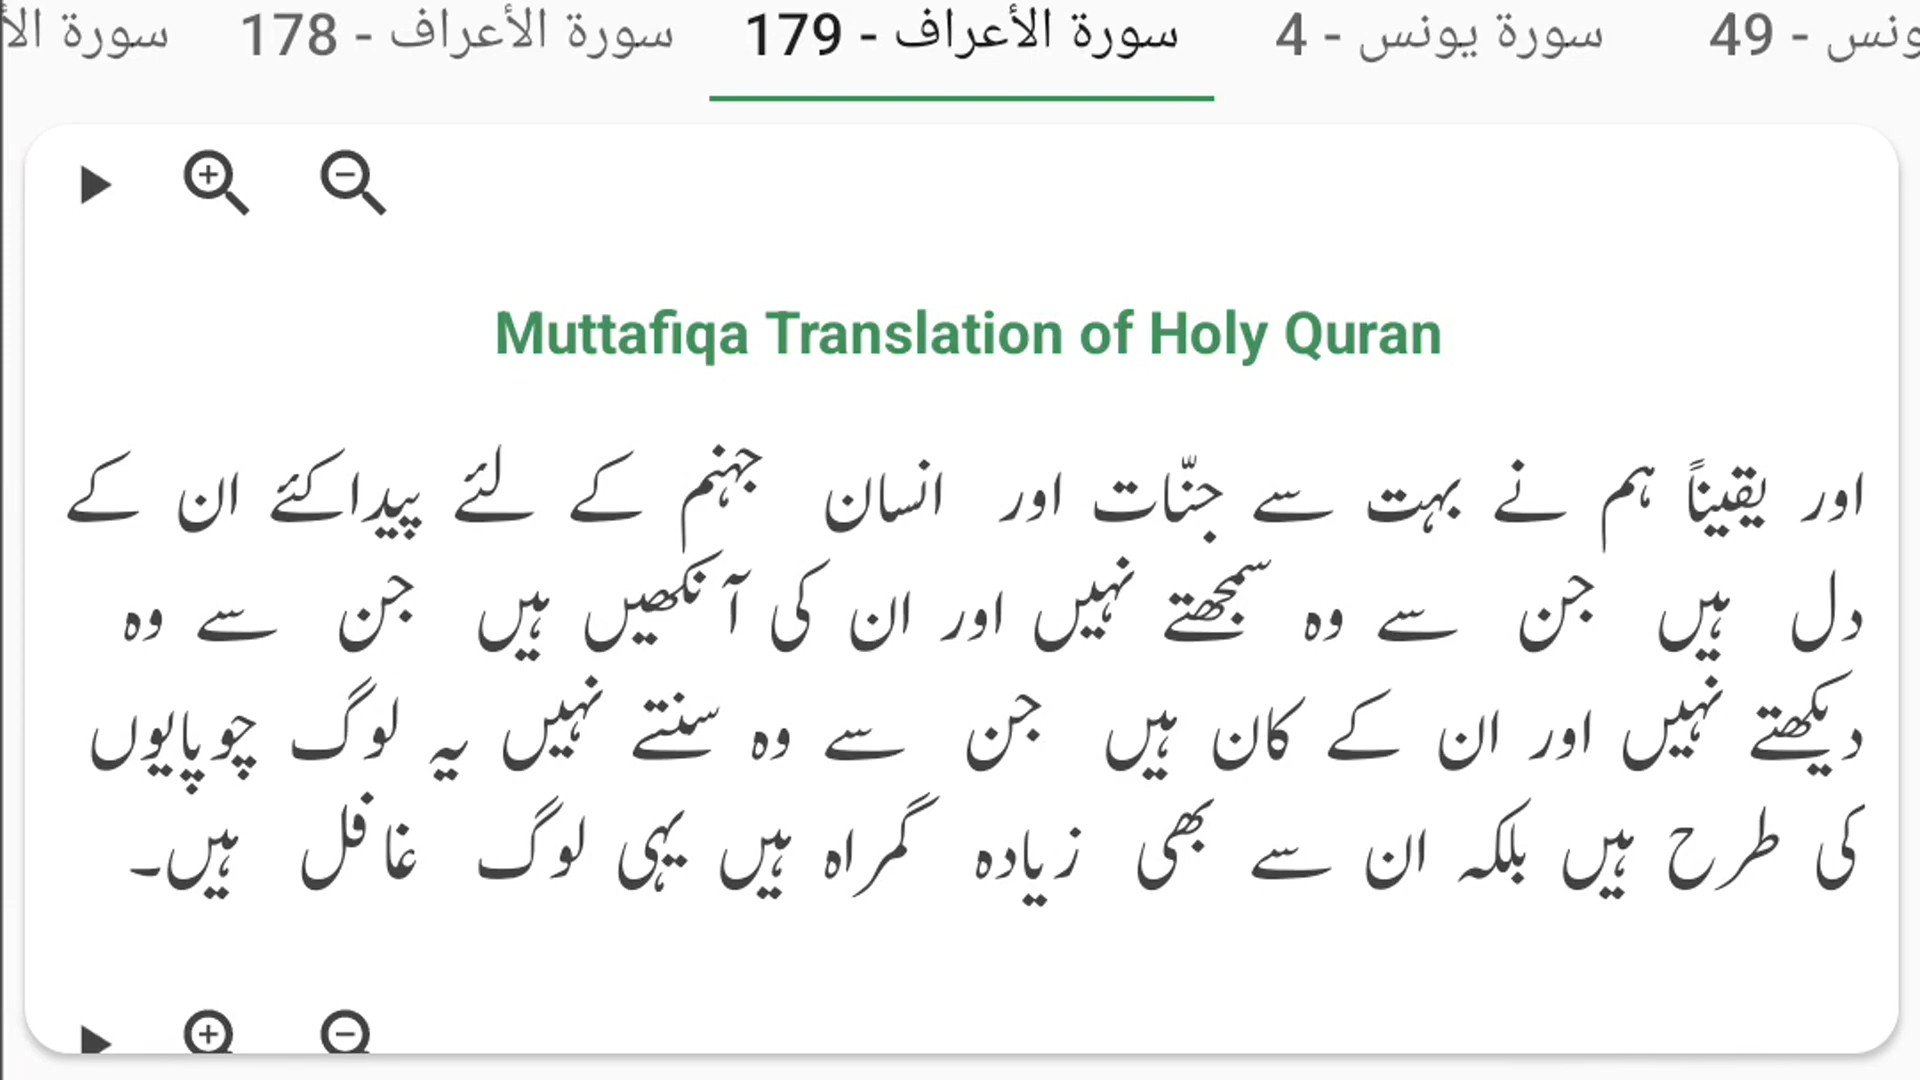 سورة الأ
178 - سورة الأعراف
179 - سورة الأعراف
4 - سورة يونس
49 - ونس
Muttafiqa Translation of Holy Quran
اور یقیناً ہم نے بہت سے جنّات اور انسان جہنم کے لئے پیداکئے ان کے
دل ہیں جن سے وہ سمجھتے نہیں اور ان کی آنکھیں ہیں جن سے وہ
دیکھتے نہیں اور ان کے کان ہیں جن سے وہ سنتے نہیں یہ لوگ چوپایوں
کی طرح ہیں بلکہ ان سے بھی زیادہ گمراہ ہیں یہی لوگ غافل ہیں۔